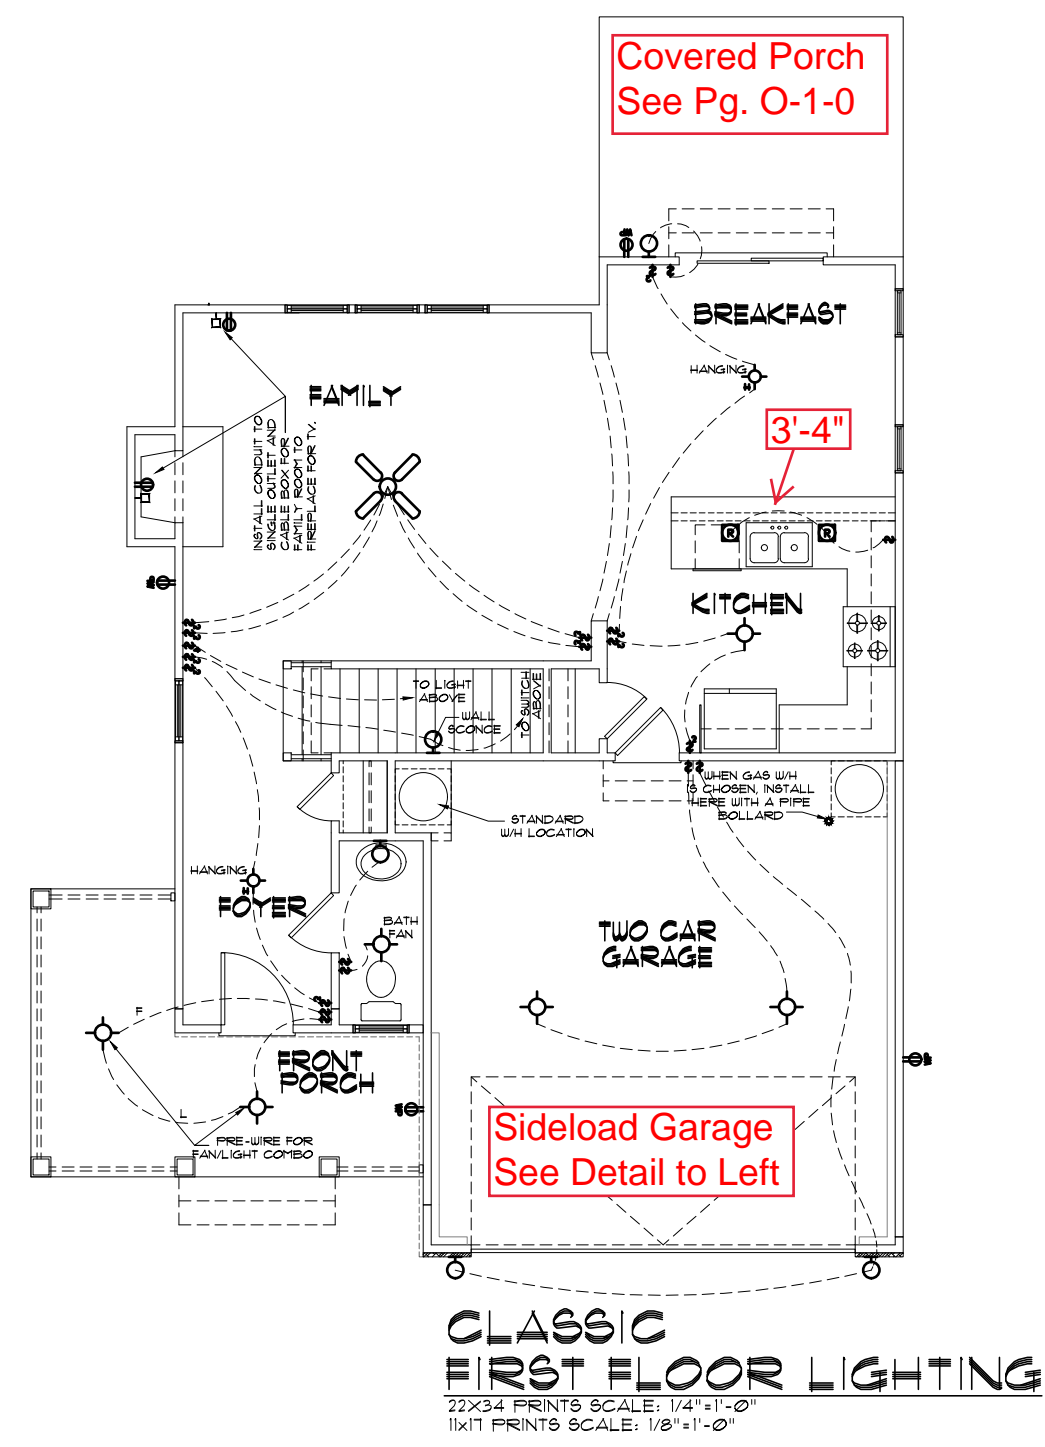 Covered Porch
See Pg. O-1-0
WP
BREAKFAST
HANGING
H
FAMILY
3'-4"
INSTALL CONDUIT TO
SINGLE OUTLET AND
CABLE BOX FOR
FAMILY ROOM TO
FIREPLACE FOR TV.
R
R
WP
KITCHEN
TO LIGHT
ABOVE
TO SWITCH
ABOVE
WALL
SCONCE
WHEN GAS W/H
IS CHOSEN, INSTALL
HERE WITH A PIPE
BOLLARD
STANDARD
W/H LOCATION
HANGING
H
FOYER
BATH
FAN
TWO CAR
GARAGE
F
FRONT
PORCH
WP
L
WP
PRE-WIRE FOR
FAN/LIGHT COMBO
Sideload Garage
See Detail to Left
CLASSIC
FIRST FLOOR LIGHTING
22X34 PRINTS SCALE: 1/4"=1'-0"
11x17 PRINTS SCALE: 1/8"=1'-0"